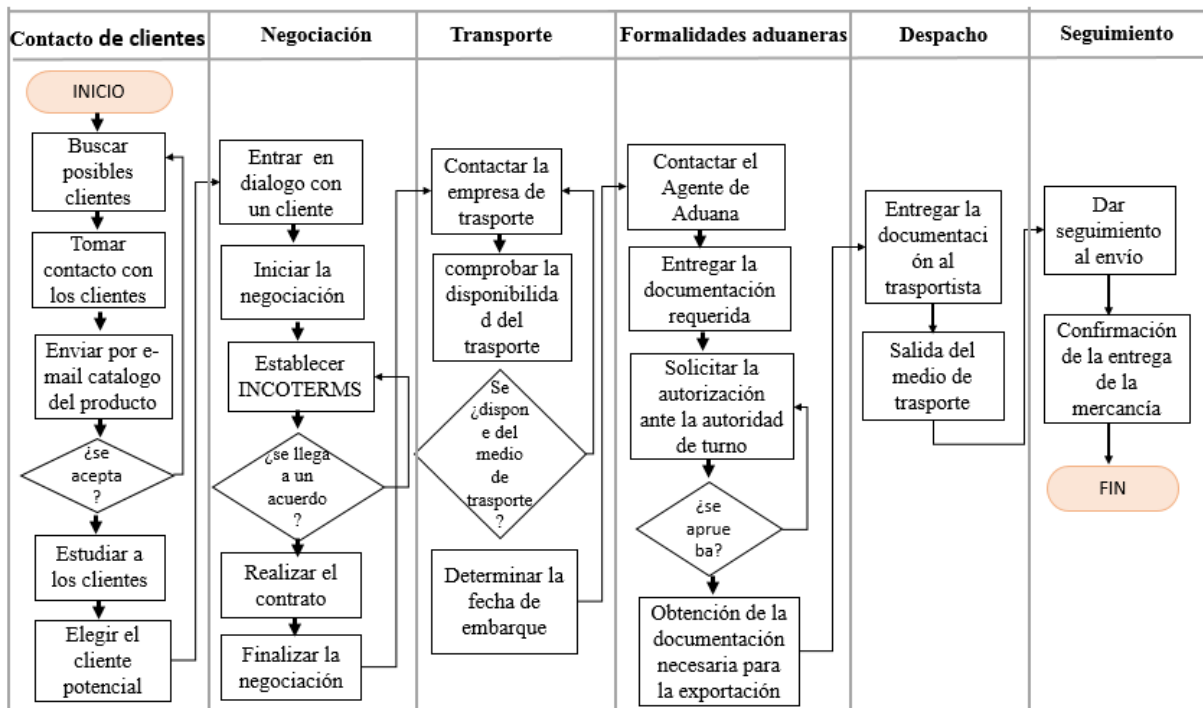 Contacto de clientes
Negociación
Transporte
Formalidades aduaneras
Despacho
Seguimiento
INICIO
Buscar
posibles
clientes
Tomar
contacto con
los clientes
Enviar por e-
mail catalogo
del producto
¿se
acepta
?
Estudiar a
los clientes
Elegir el
cliente
potencial
Entrar en
dialogo con
un cliente
Iniciar la
negociación
Establecer
INCOTERMS
¿se llega
a un
acuerdo
?
Realizar el
contrato
Finalizar la
negociación
Contactar la
empresa de
trasporte
comprobar la
disponibilida
d del
trasporte
Se
¿dispon
e del
medio
de
trasporte
?
Determinar la
fecha de
embarque
Contactar el
Agente de
Aduana
Entregar la
documentación
requerida
Solicitar la
autorización
ante la autoridad
de turno
¿se
aprue
ba?
Obtención de la
documentación
necesaria para
la exportación
Entregar la
documentaci
ón al
trasportista
Salida del
medio de
trasporte
Dar
seguimiento
al envío
Confirmación
de la entrega
de la
mercancía
FIN